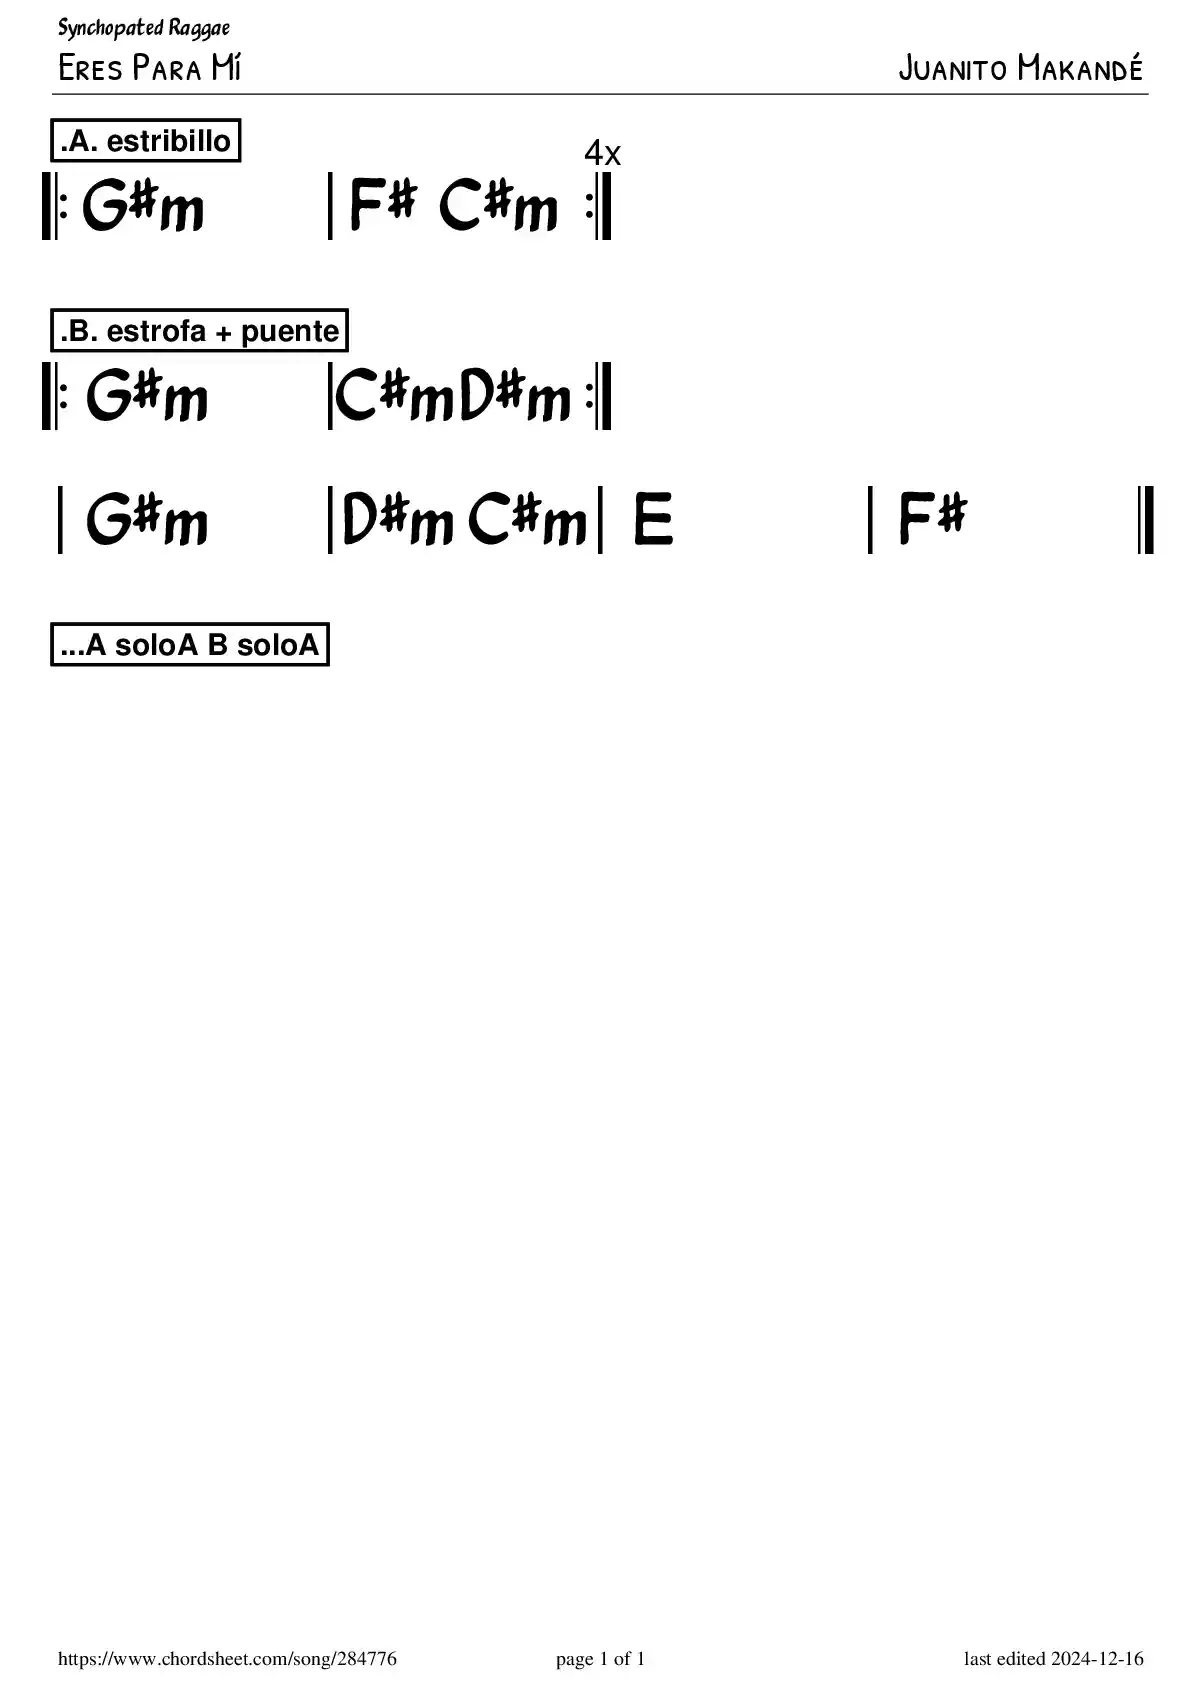 Synchopated Raggae
Eres Para Mí Juanito Makandé
.A. estribillo
4x
G#m F# C#m
.B. estrofa + puente
G#m C#m D#m
G#m D#m C#m E F#
...A soloA B soloA
https://www.chordsheet.com/song/284776 page 1 of 1 last edited 2024-12-16